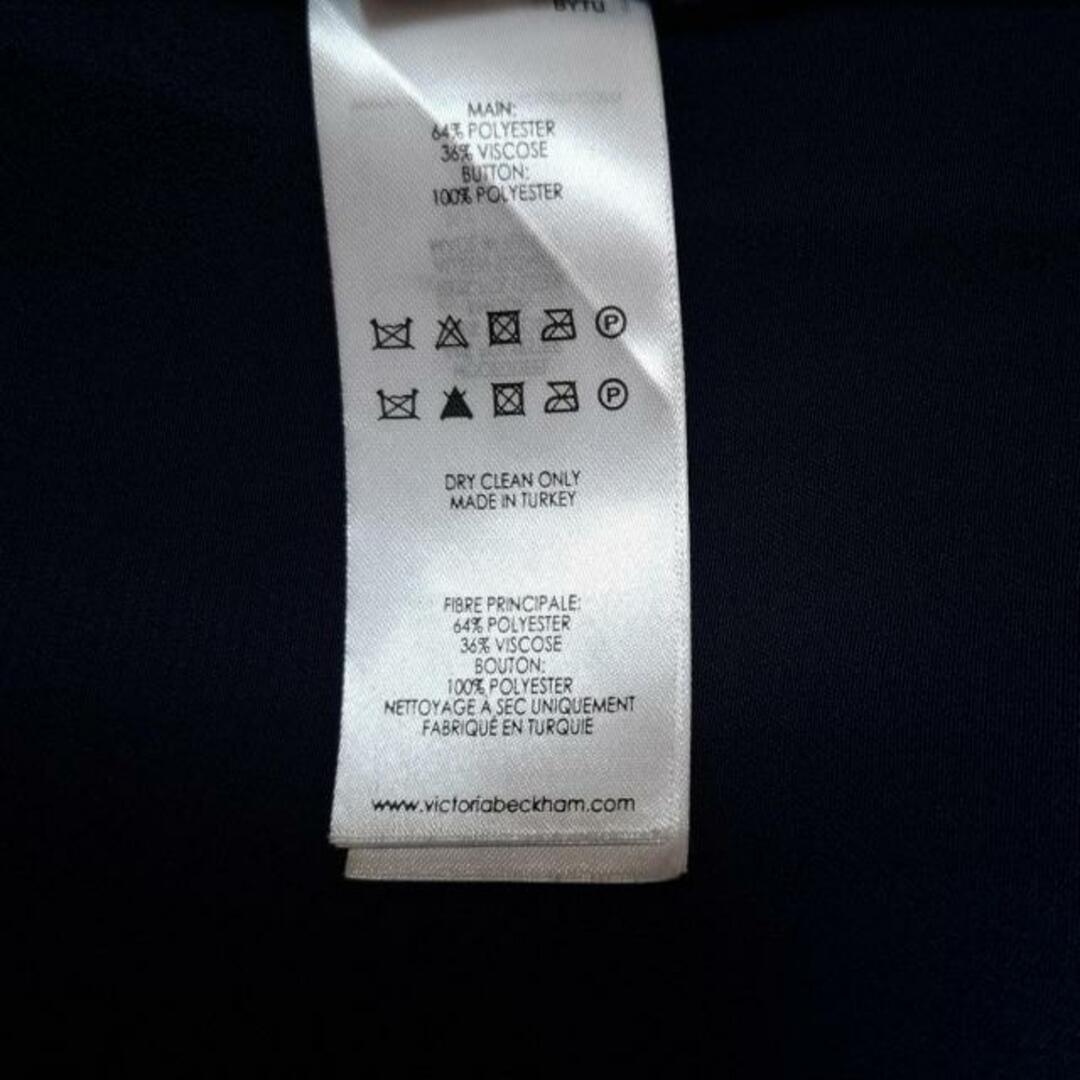 MAIN:
64% POLYESTER
36% VISCOSE
BUTTON:
100% POLYESTER
P
P
DRY CLEAN ONLY
MADE IN TURKEY
FIBRE PRINCIPALE:
64% POLYESTER
36% VISCOSE
BOUTON:
100% POLYESTER
NETTOYAGE À SEC UNIQUEMENT
FABRIQUÉ EN TURQUIE
www.victoriabeckham.com